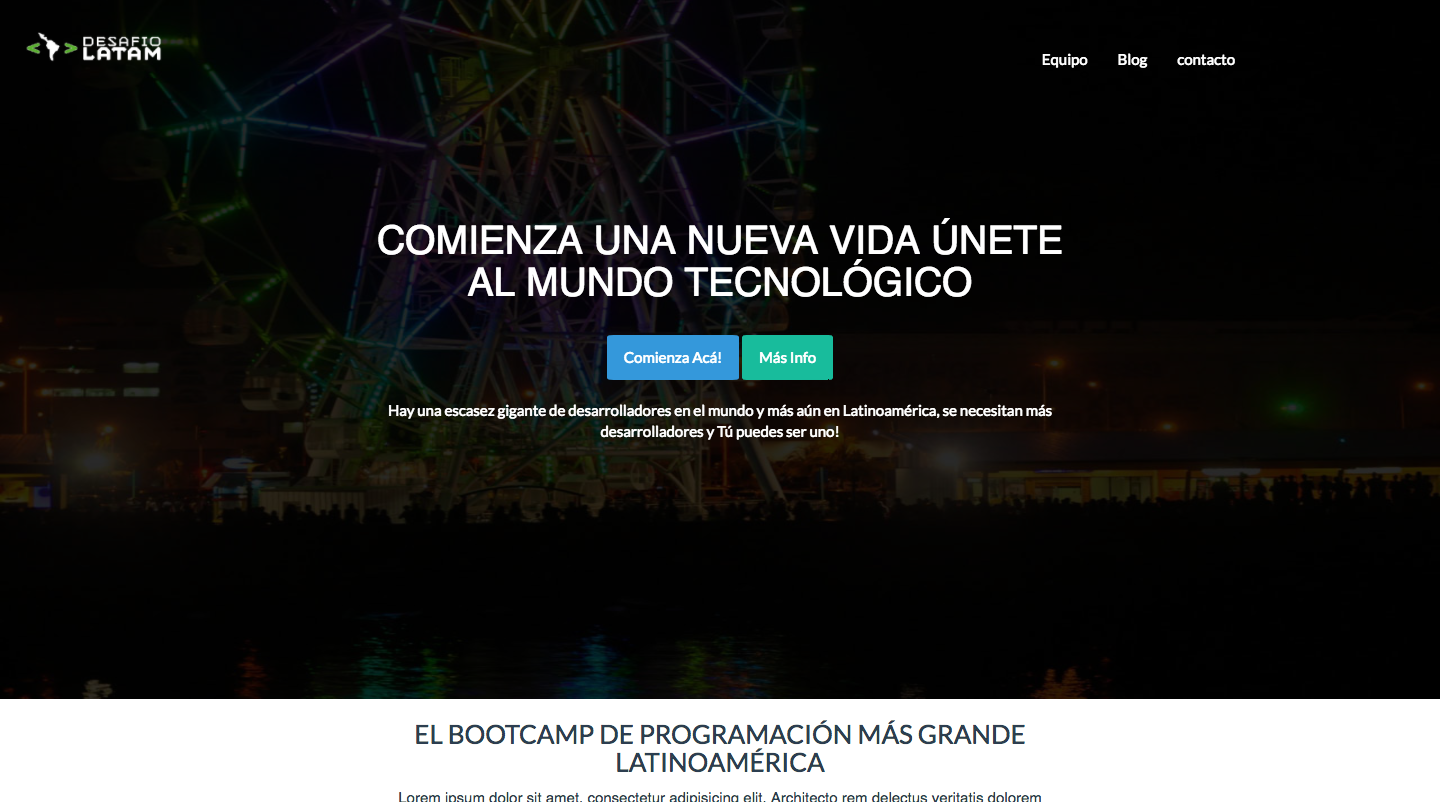 DESAFIO
LATAM
Equipo Blog contacto
COMIENZA UNA NUEVA VIDA ÚNETE
AL MUNDO TECNOLÓGICO
Comienza Acá! Más Info
Hay una escasez gigante de desarrolladores en el mundo y más aún en Latinoamérica, se necesitan más
desarrolladores y Tú puedes ser uno!
EL BOOTCAMP DE PROGRAMACIÓN MÁS GRANDE
LATINOAMÉRICA
Lorem ipsum dolor sit amet, consectetur adipisicing elit. Architecto rem delectus veritatis dolorem